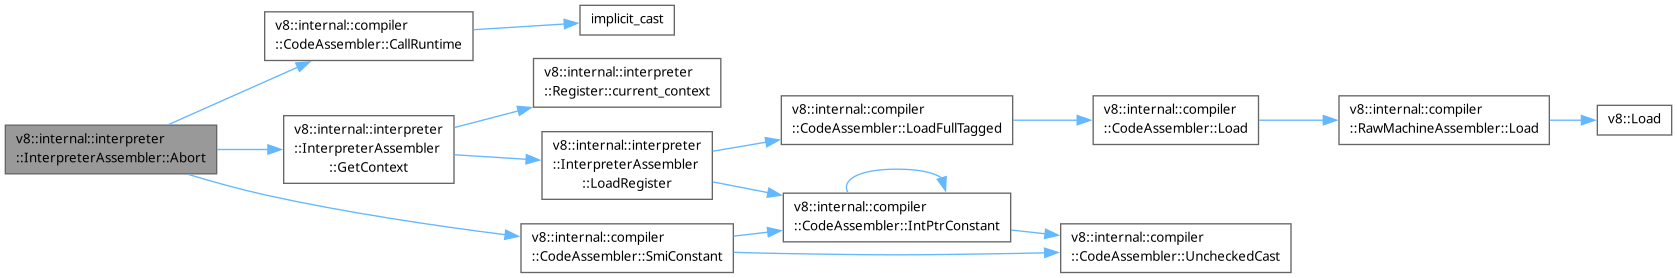 v8::internal::interpreter
::InterpreterAssembler::Abort
v8::internal::compiler
::CodeAssembler::CallRuntime
implicit_cast
v8::internal::interpreter
::InterpreterAssembler
::GetContext
v8::internal::interpreter
::Register::current_context
v8::internal::interpreter
::InterpreterAssembler
::LoadRegister
v8::internal::compiler
::CodeAssembler::LoadFullTagged
v8::internal::compiler
::CodeAssembler::Load
v8::internal::compiler
::RawMachineAssembler::Load
v8::Load
v8::internal::compiler
::CodeAssembler::IntPtrConstant
v8::internal::compiler
::CodeAssembler::UncheckedCast
v8::internal::compiler
::CodeAssembler::SmiConstant